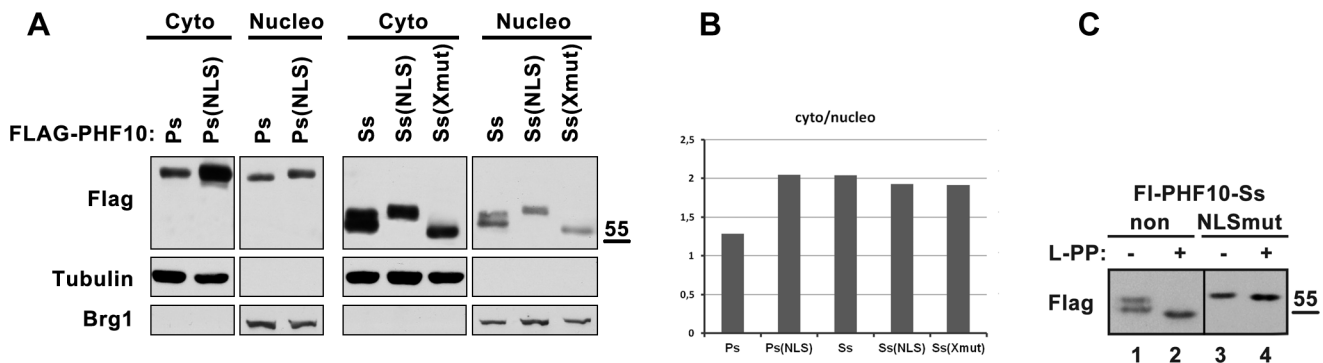 A
Cyto
Nucleo
Cyto
Nucleo
FLAG-PHF10:
Ps
Ps(NLS)
Ps
Ps(NLS)
Ss
Ss(NLS)
Ss(Xmut)
Ss
Ss(NLS)
Ss(Xmut)
Flag
55
Tubulin
Brg1
B
cyto/nucleo
2,5
2
1,5
1
0,5
0
Ps
Ps(NLS)
Ss
Ss(NLS)
Ss(Xmut)
C
Fl-PHF10-Ss
non
NLSmut
L-PP:
-
+
-
+
Flag
55
1
2
3
4